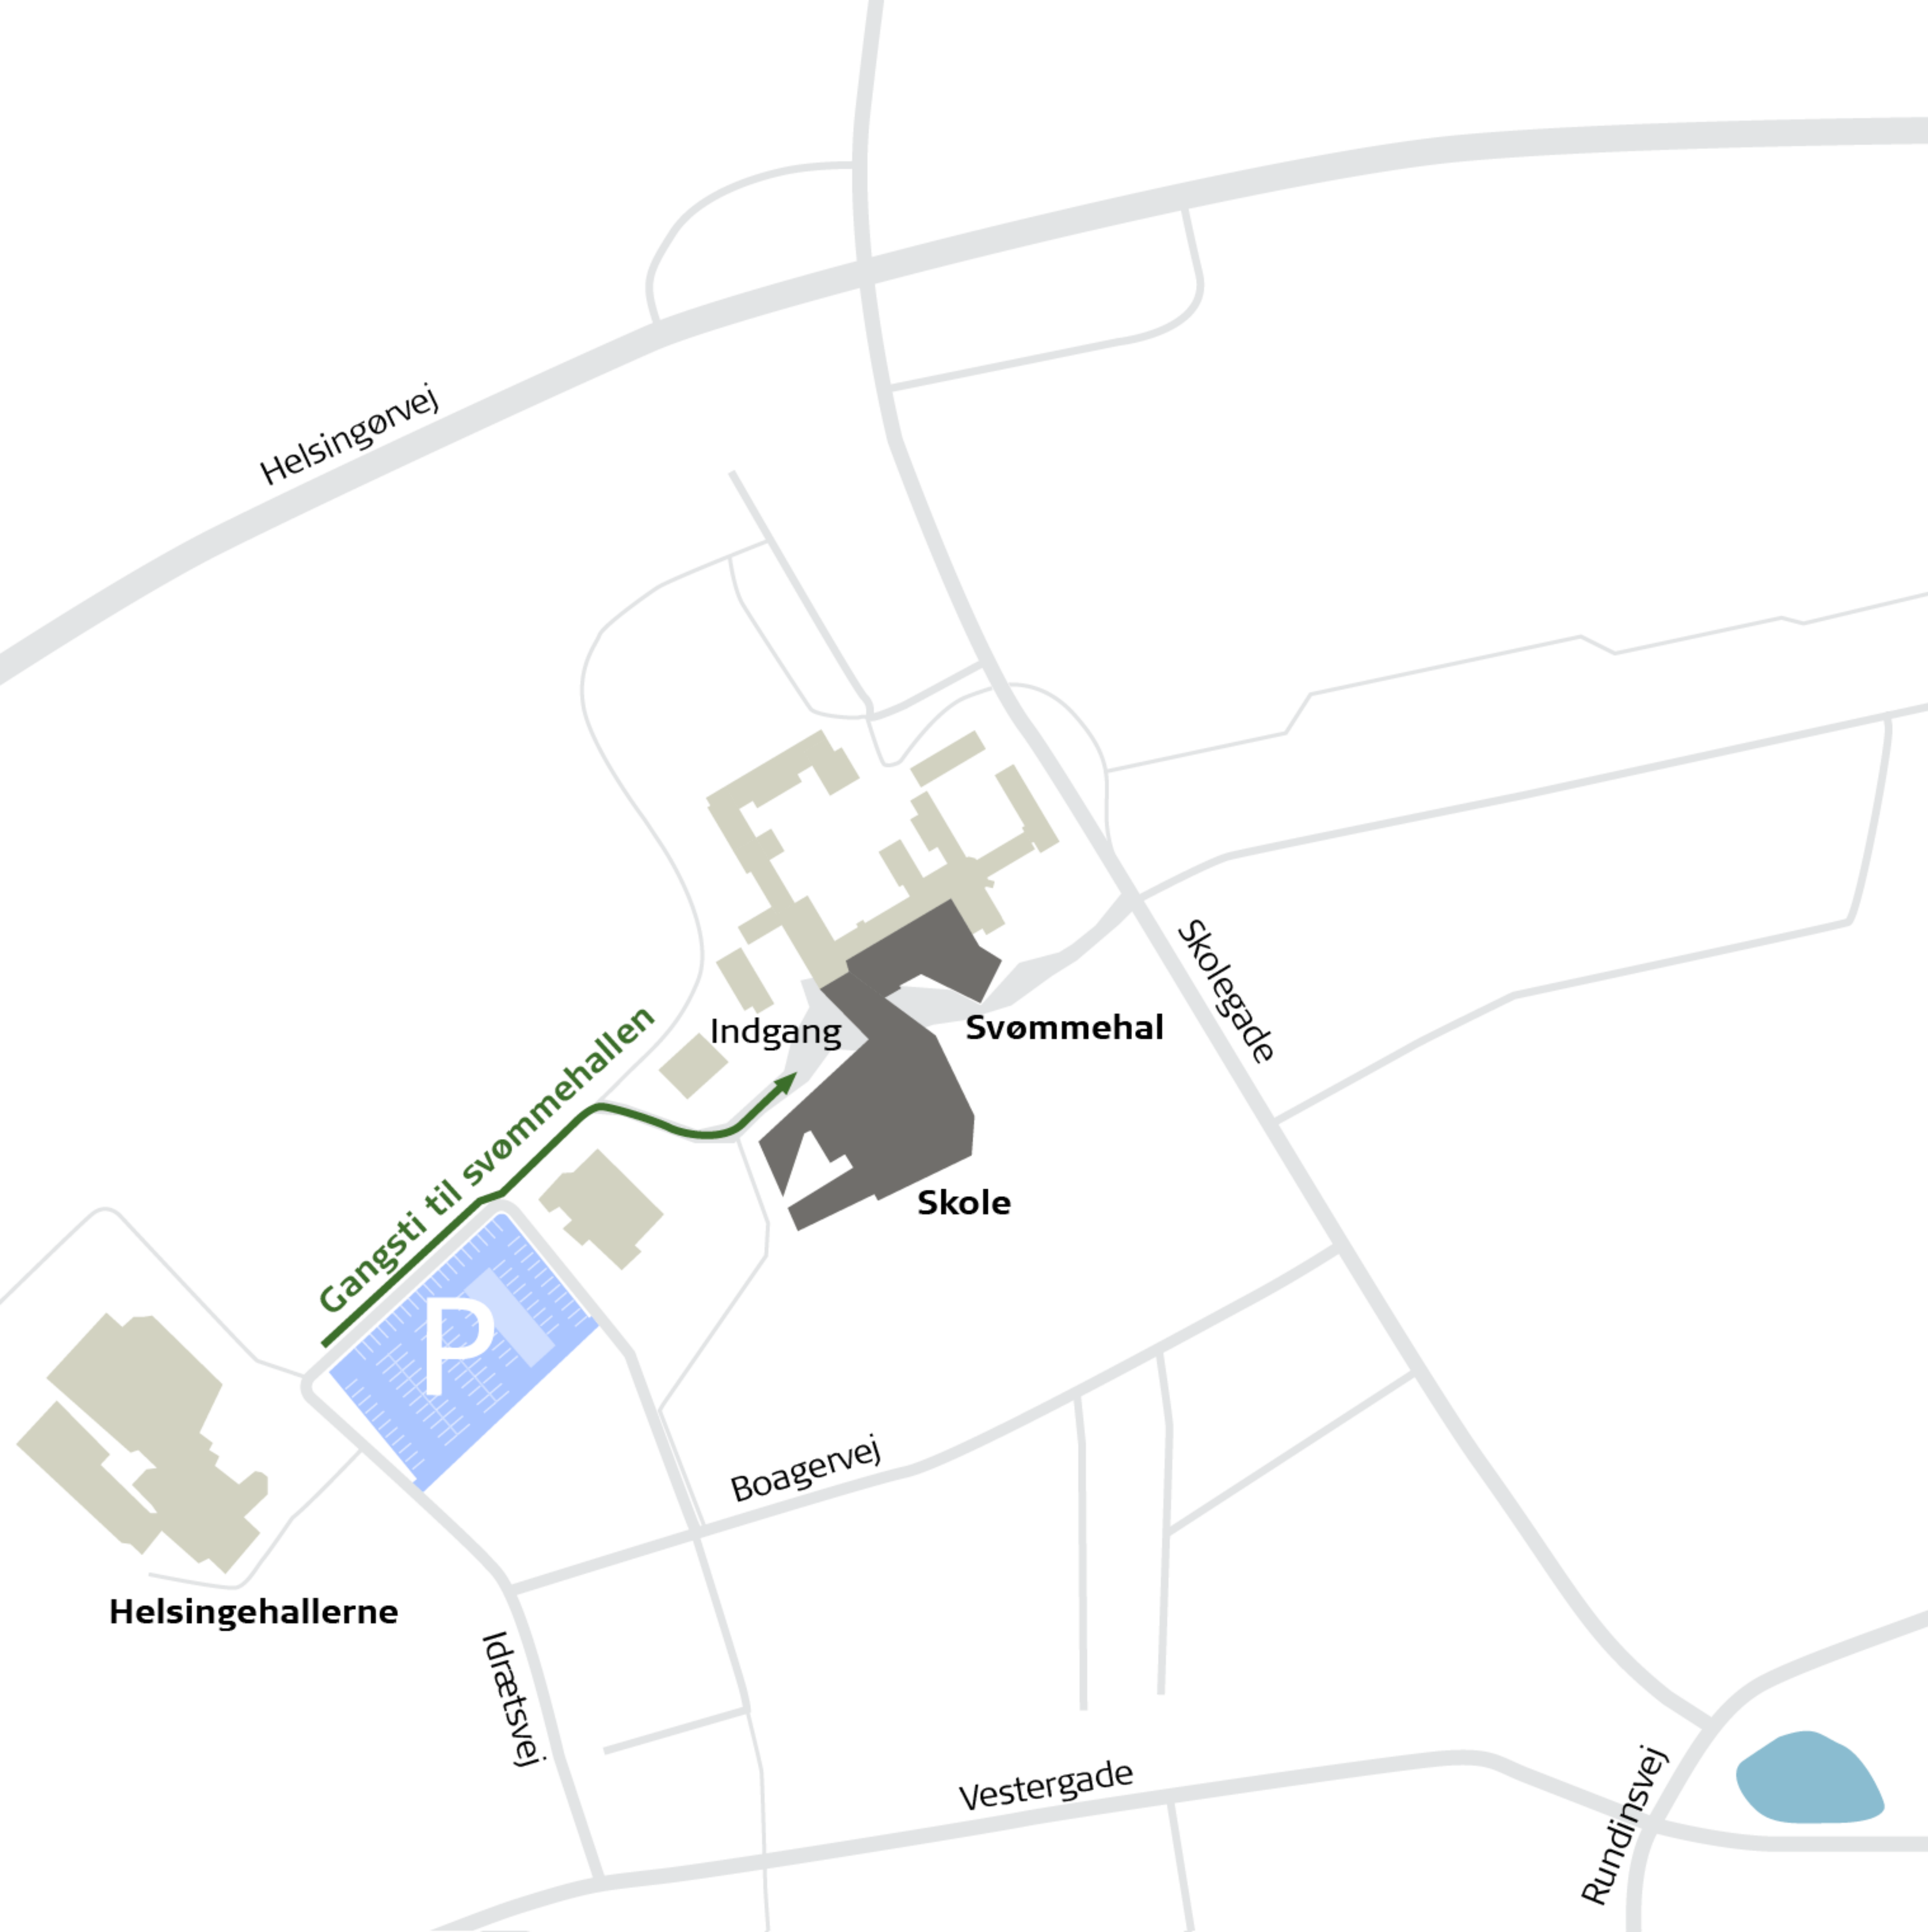 Helsingørvej
Skolegade
Indgang
Svømmehal
Gangsti til svømmehallen
Skole
P
Boagervej
Helsingehallerne
Idrætsvej
Vestergade
Rundinsvej